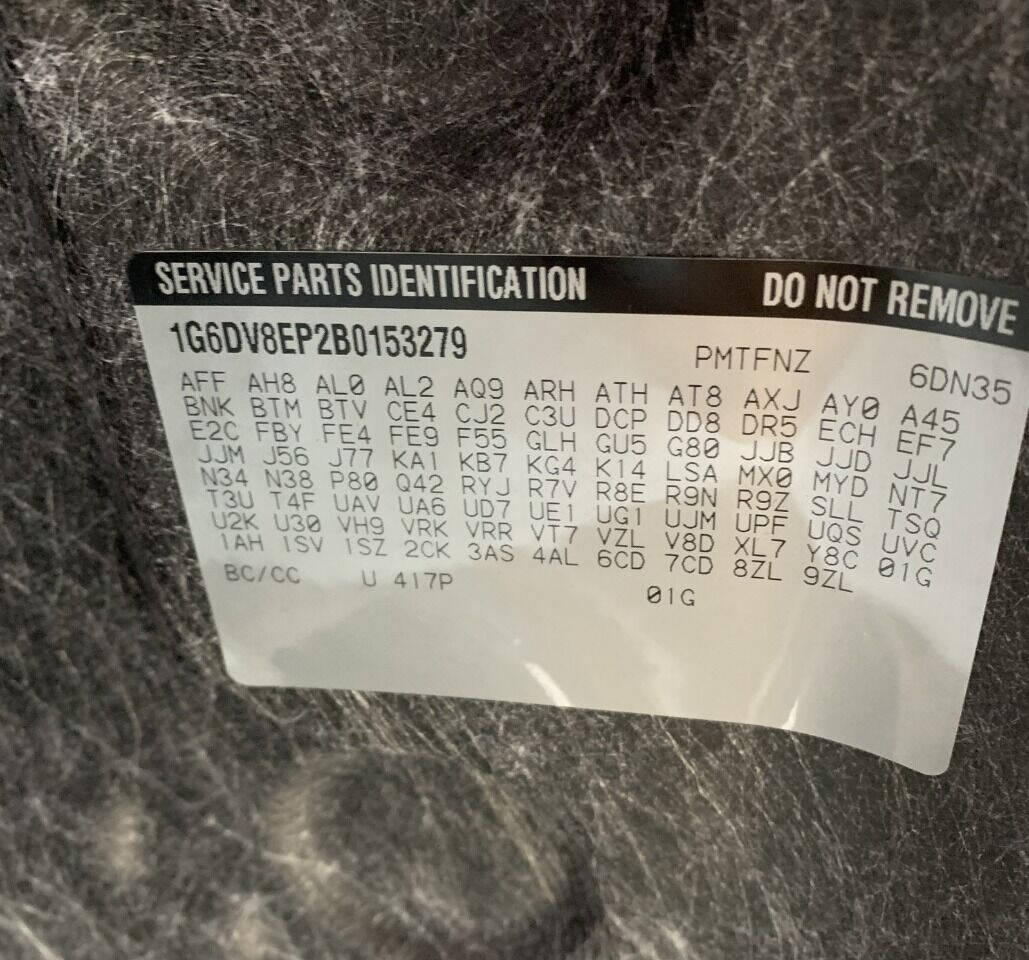 SERVICE PARTS IDENTIFICATION DO NOT REMOVE
1G6DV8EP2B0153279 PMTFNZ 6DN35
AFF AH8 AL0 AL2 AQ9 ARH ATH AT8 AXJ AY0 A45
BNK BTM BTV CE4 CJ2 C3U DCP DD8 DR5 ECH EF7
E2C FBY FE4 FE9 F55 GLH GU5 G80 JJB JJD JJL
JJM J56 J77 KA1 KB7 KG4 K14 LSA MX0 MYD NT7
N34 N38 P80 Q42 RYJ R7V R8E R9N R9Z SLL TSQ
T3U T4F UAV UA6 UD7 UE1 UG1 UJM UPF UQS UVC
U2K U30 VH9 VRK VRR VT7 VZL V8D XL7 Y8C 01G
1AH 1SV 1SZ 2CK 3AS 4AL 6CD 7CD 8ZL 9ZL
BC/CC U 417P 01G